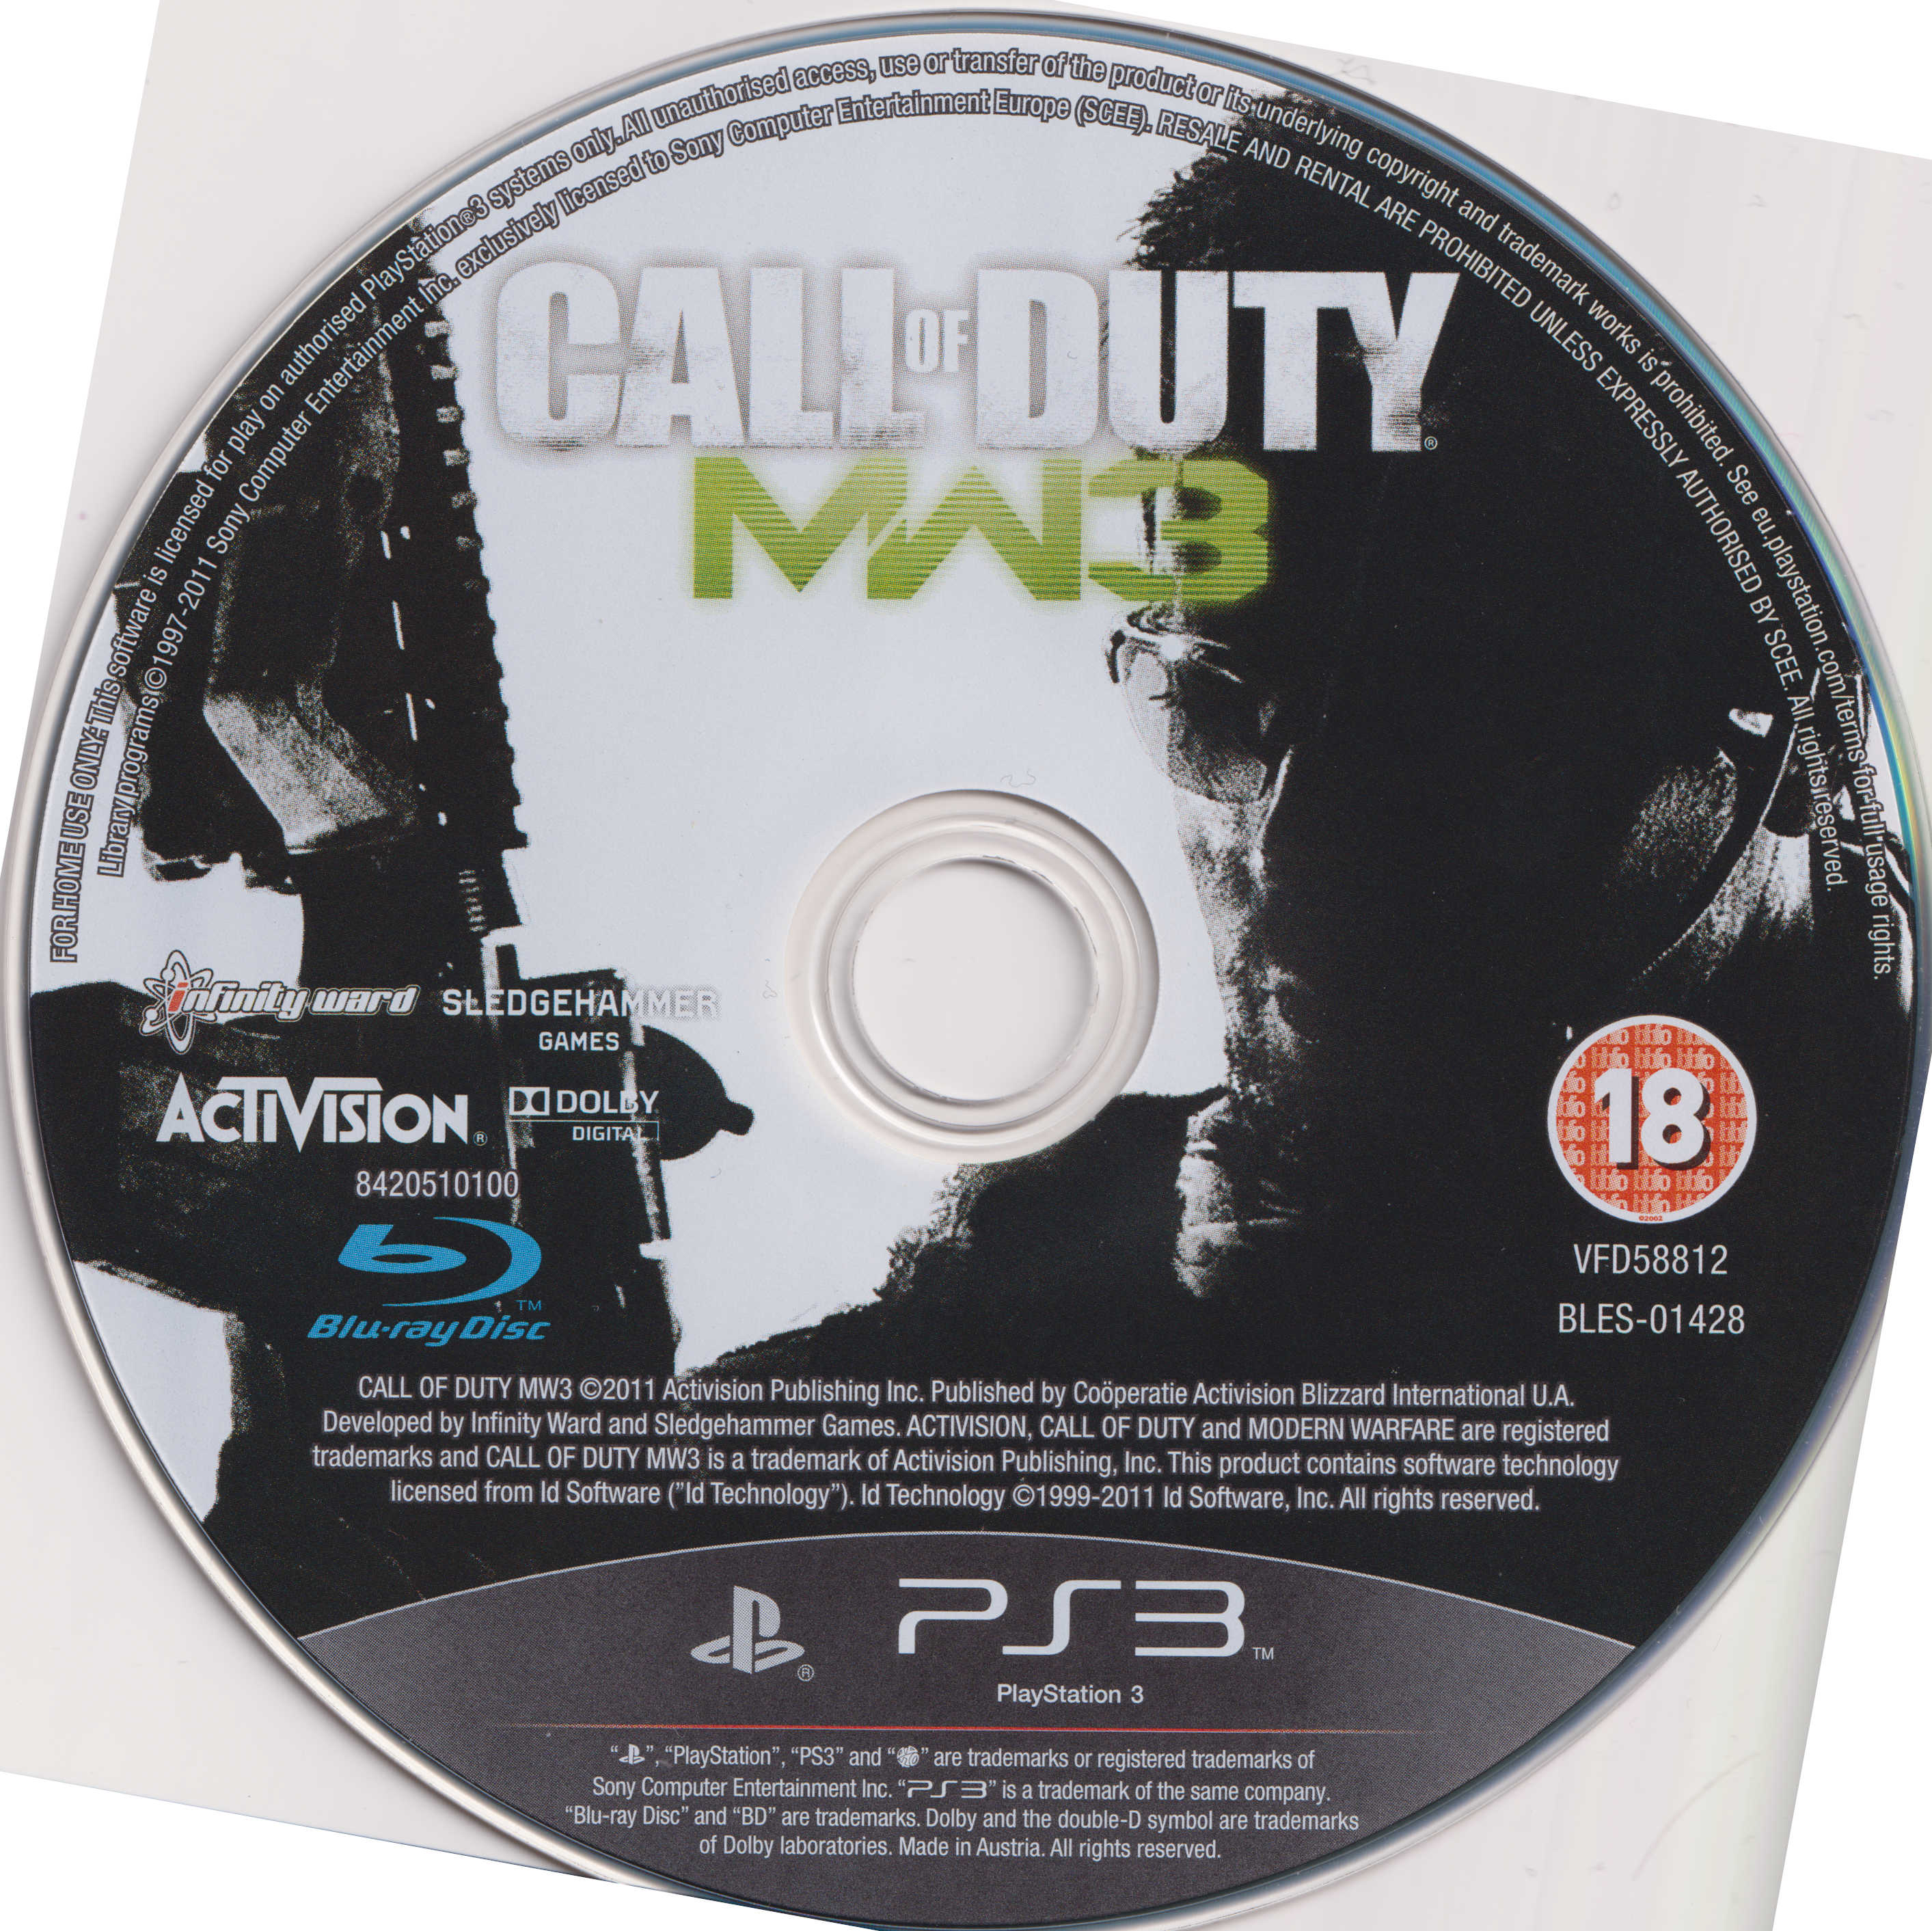 FOR HOME USE ONLY: This software is licensed for play on authorised PlayStation®3 systems only. All unauthorised access, use or transfer of the product or its underlying copyright and trademark works is prohibited. See eu.playstation.com/terms for full usage rights.
Library programs ©1997-2011 Sony Computer Entertainment Inc. exclusively licensed to Sony Computer Entertainment Europe (SCEE). RESALE AND RENTAL ARE PROHIBITED UNLESS EXPRESSLY AUTHORISED BY SCEE. All rights reserved.
CALL OF DUTY®
MW3
infinity ward
SLEDGEHAMMER
GAMES
ACTIVISION®
DOLBY
DIGITAL
8420510100
Blu-ray Disc™
18
©2002
VFD58812
BLES-01428
CALL OF DUTY MW3 ©2011 Activision Publishing Inc. Published by Coöperatie Activision Blizzard International U.A.
Developed by Infinity Ward and Sledgehammer Games. ACTIVISION, CALL OF DUTY and MODERN WARFARE are registered
trademarks and CALL OF DUTY MW3 is a trademark of Activision Publishing, Inc. This product contains software technology
licensed from Id Software ("Id Technology"). Id Technology ©1999-2011 Id Software, Inc. All rights reserved.
® PS3™
PlayStation 3
“”, “PlayStation”, “PS3” and “” are trademarks or registered trademarks of
Sony Computer Entertainment Inc. “PS3” is a trademark of the same company.
“Blu-ray Disc” and “BD” are trademarks. Dolby and the double-D symbol are trademarks
of Dolby laboratories. Made in Austria. All rights reserved.